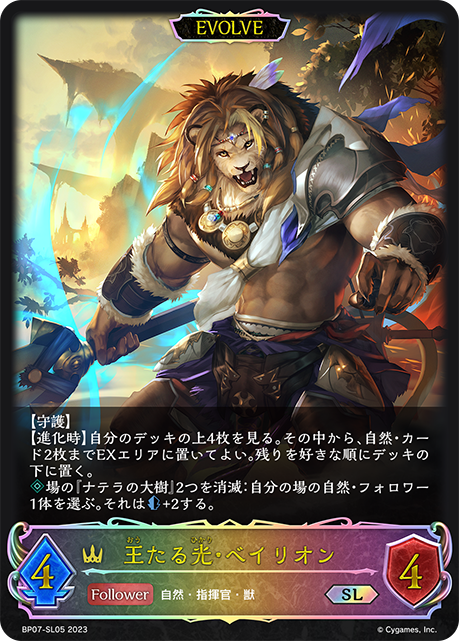 EVOLVE
【守護】
【進化時】自分のデッキの上4枚を見る。その中から、自然・カー
ド2枚までEXエリアに置いてよい。残りを好きな順にデッキの
下に置く。
場の『ナテラの大樹』2つを消滅：自分の場の自然・フォロワー
1体を選ぶ。それは+2する。
おう ひかり
王たる光・ベイリオン
4
Follower 自然・指揮官・獣 SL
4
BP07-SL05 2023 © Cygames, Inc.